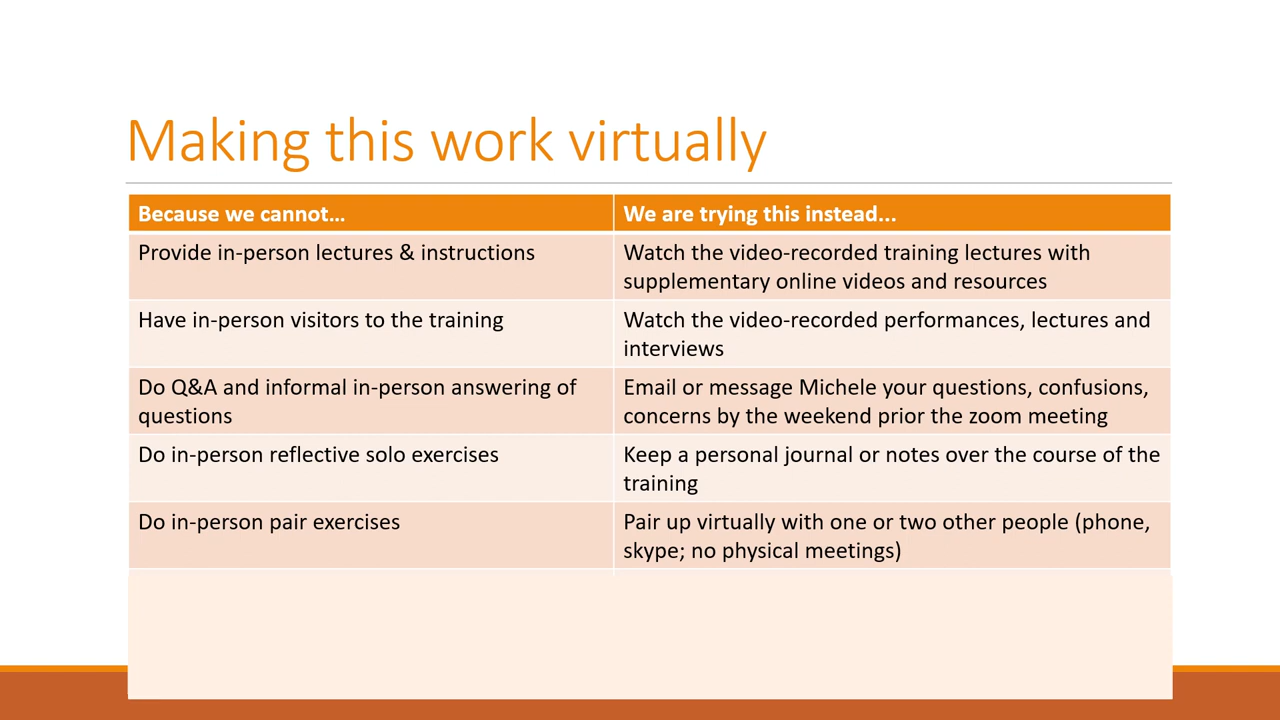 Making this work virtually
Because we cannot…
We are trying this instead...
Provide in-person lectures & instructions
Watch the video-recorded training lectures with
supplementary online videos and resources
Have in-person visitors to the training
Watch the video-recorded performances, lectures and
interviews
Do Q&A and informal in-person answering of
questions
Email or message Michele your questions, confusions,
concerns by the weekend prior the zoom meeting
Do in-person reflective solo exercises
Keep a personal journal or notes over the course of the
training
Do in-person pair exercises
Pair up virtually with one or two other people (phone,
skype; no physical meetings)